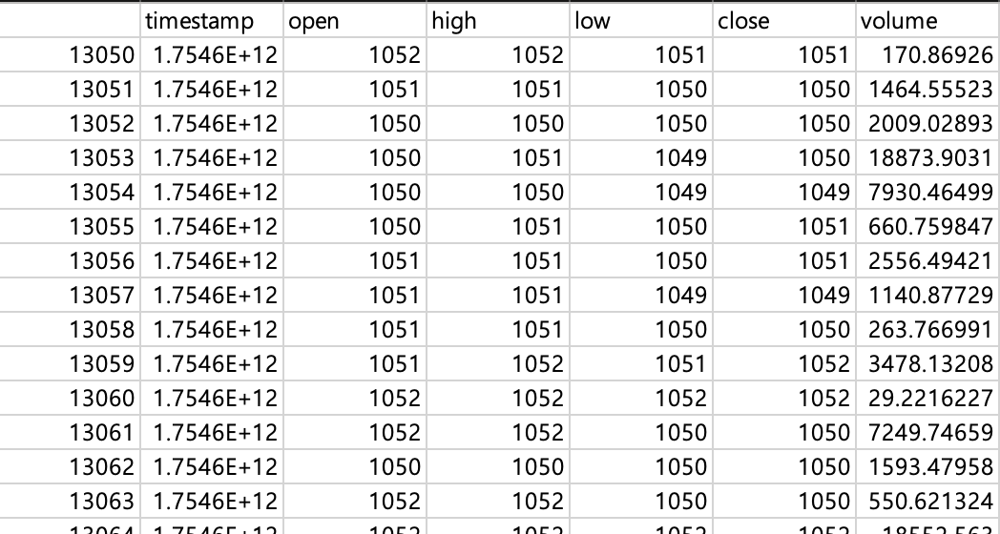 timestamp open high low close volume
13050 1.7546E+12 1052 1052 1051 1051 170.86926
13051 1.7546E+12 1051 1051 1050 1050 1464.55523
13052 1.7546E+12 1050 1050 1050 1050 2009.02893
13053 1.7546E+12 1050 1051 1049 1050 18873.9031
13054 1.7546E+12 1050 1050 1049 1049 7930.46499
13055 1.7546E+12 1050 1051 1050 1051 660.759847
13056 1.7546E+12 1051 1051 1050 1051 2556.49421
13057 1.7546E+12 1051 1051 1049 1049 1140.87729
13058 1.7546E+12 1051 1051 1050 1050 263.766991
13059 1.7546E+12 1051 1052 1051 1052 3478.13208
13060 1.7546E+12 1052 1052 1052 1052 29.2216227
13061 1.7546E+12 1052 1052 1050 1050 7249.74659
13062 1.7546E+12 1050 1050 1050 1050 1593.47958
13063 1.7546E+12 1052 1052 1050 1050 550.621324